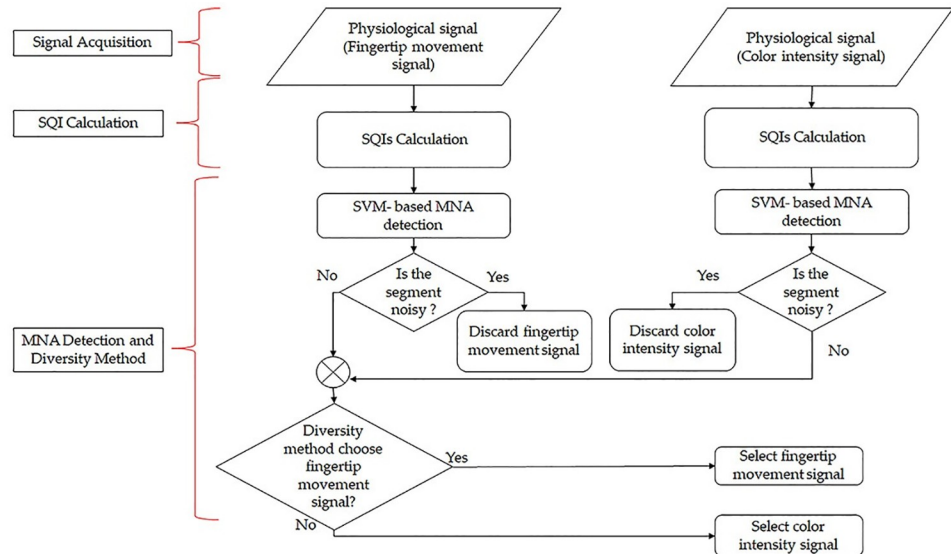 Signal Acquisition
Physiological signal
(Fingertip movement
signal)
Physiological signal
(Color intensity signal)
SQI Calculation
SQIs Calculation
SQIs Calculation
MNA Detection and
Diversity Method
SVM- based MNA
detection
SVM- based MNA
detection
No
Is the
segment
noisy ?
Yes
Discard fingertip
movement signal
Yes
Is the
segment
noisy ?
Discard color
intensity signal
No
Diversity
method choose
fingertip
movement
signal?
Yes
Select fingertip
movement signal
No
Select color
intensity signal